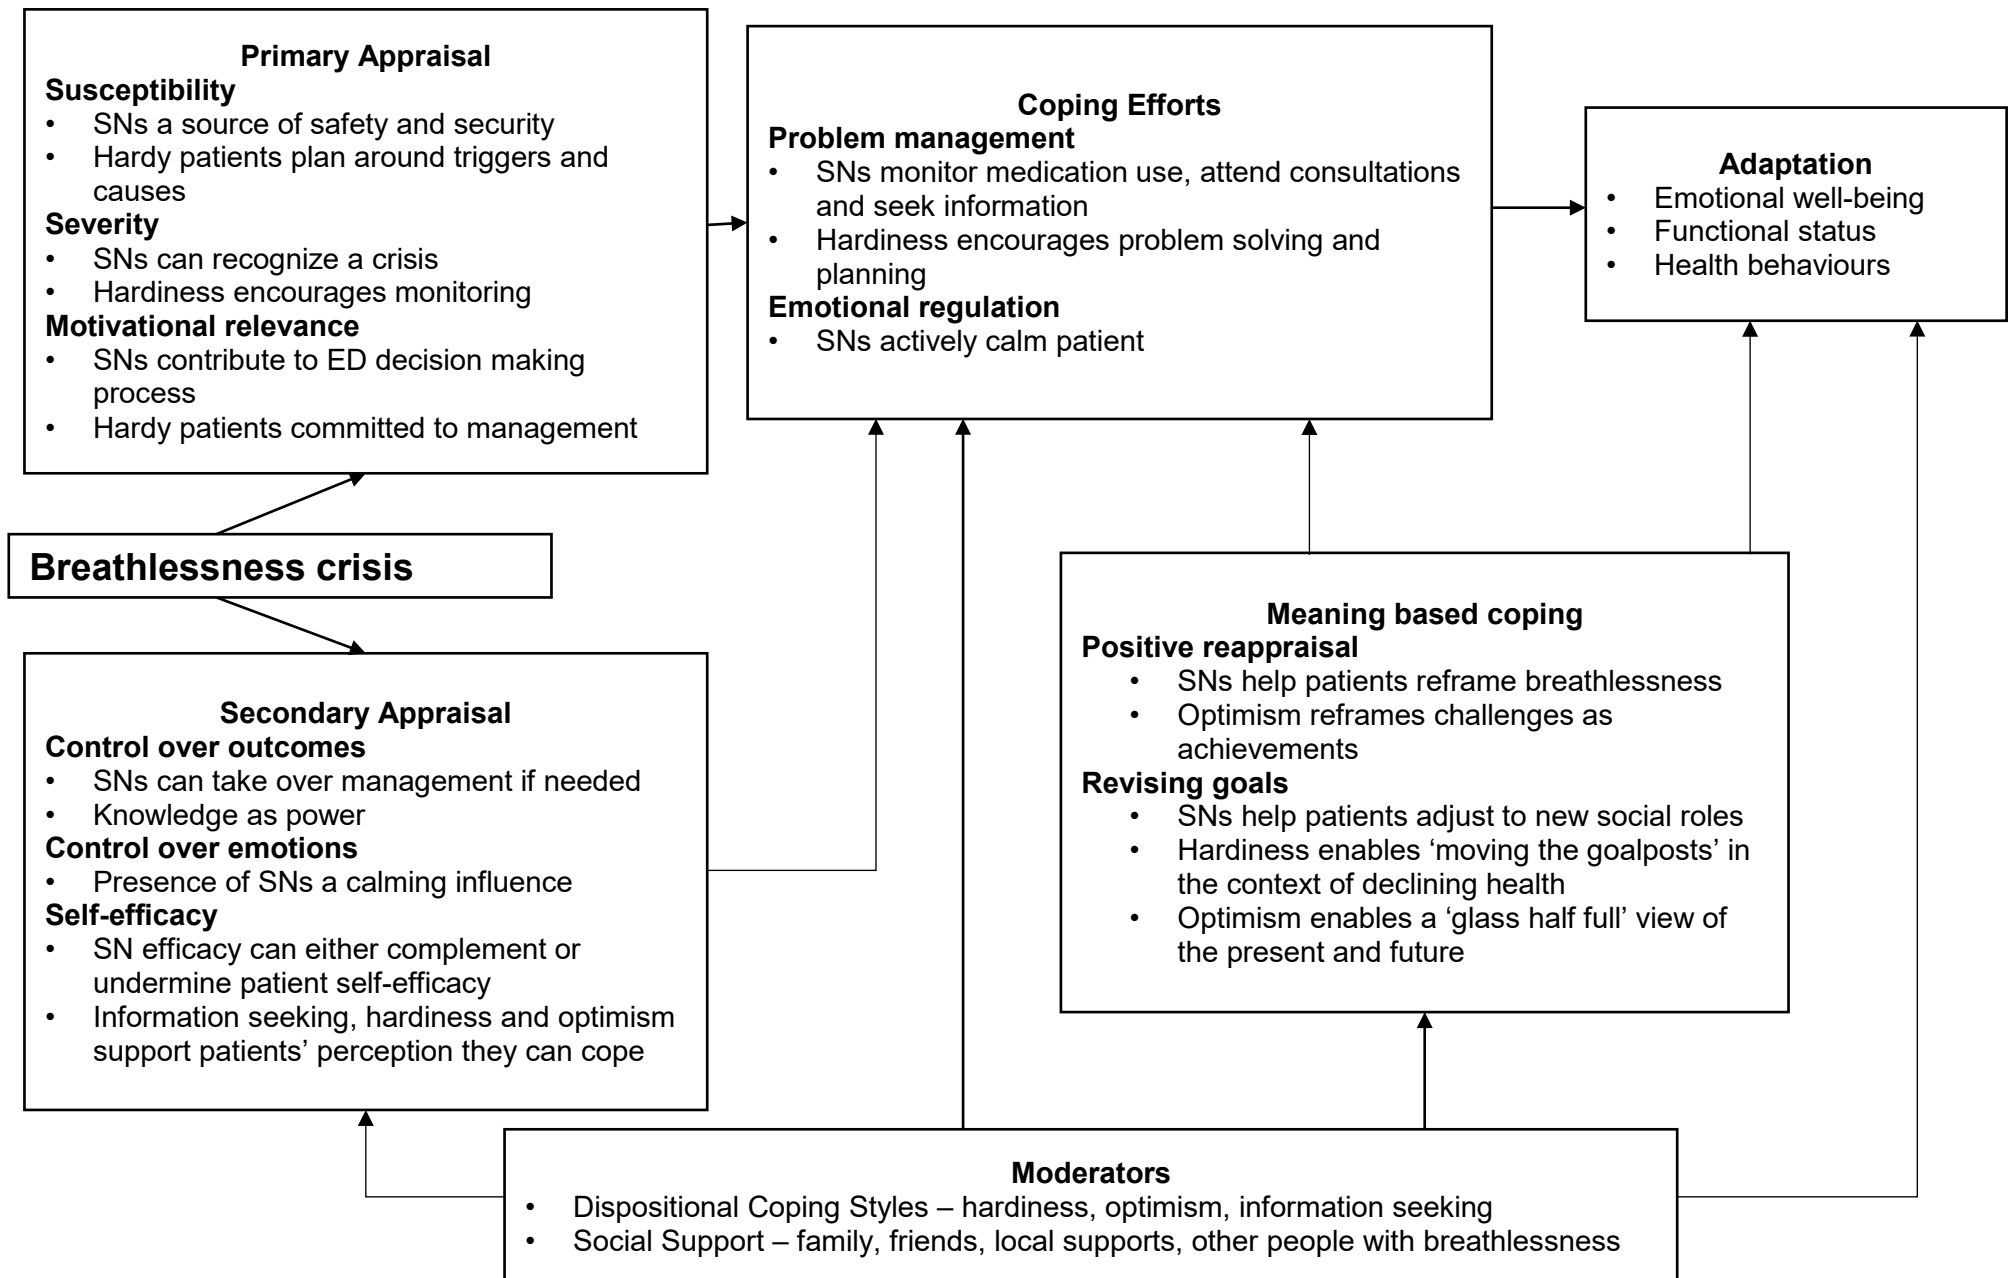 Primary Appraisal
Susceptibility
• SNs a source of safety and security
• Hardy patients plan around triggers and
causes
Severity
• SNs can recognize a crisis
• Hardiness encourages monitoring
Motivational relevance
• SNs contribute to ED decision making
process
• Hardy patients committed to management
Coping Efforts
Problem management
• SNs monitor medication use, attend consultations
and seek information
• Hardiness encourages problem solving and
planning
Emotional regulation
• SNs actively calm patient
Adaptation
• Emotional well-being
• Functional status
• Health behaviours
Breathlessness crisis
Secondary Appraisal
Control over outcomes
• SNs can take over management if needed
• Knowledge as power
Control over emotions
• Presence of SNs a calming influence
Self-efficacy
• SN efficacy can either complement or
undermine patient self-efficacy
• Information seeking, hardiness and optimism
support patients’ perception they can cope
Meaning based coping
Positive reappraisal
• SNs help patients reframe breathlessness
• Optimism reframes challenges as
achievements
Revising goals
• SNs help patients adjust to new social roles
• Hardiness enables ‘moving the goalposts’ in
the context of declining health
• Optimism enables a ‘glass half full’ view of
the present and future
Moderators
• Dispositional Coping Styles – hardiness, optimism, information seeking
• Social Support – family, friends, local supports, other people with breathlessness